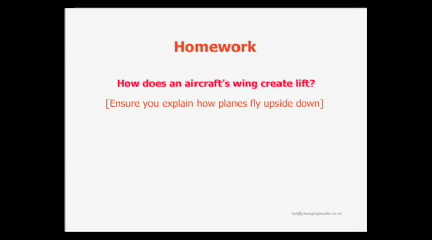 Homework
How does an aircraft's wing create lift?
[Ensure you explain how planes fly upside down]